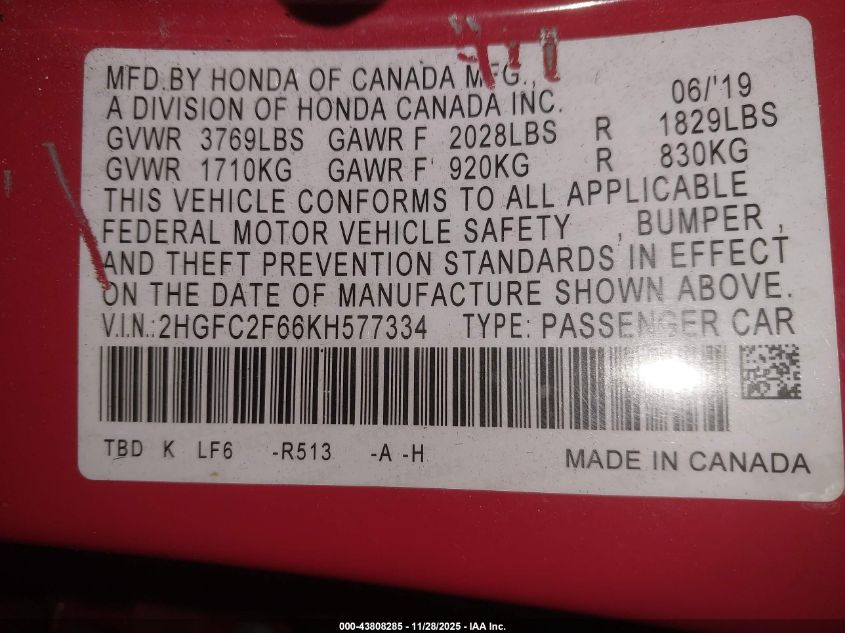 MFD.BY HONDA OF CANADA MFG.,
A DIVISION OF HONDA CANADA INC. 06/'19
GVWR 3769LBS GAWR F 2028LBS R 1829LBS
GVWR 1710KG GAWR F 920KG R 830KG
THIS VEHICLE CONFORMS TO ALL APPLICABLE
FEDERAL MOTOR VEHICLE SAFETY , BUMPER ,
AND THEFT PREVENTION STANDARDS IN EFFECT
ON THE DATE OF MANUFACTURE SHOWN ABOVE.
V.I.N.:2HGFC2F66KH577334 TYPE: PASSENGER CAR
TBD K LF6 -R513 -A -H
MADE IN CANADA
000-43808285 - 11/28/2025 - IAA Inc.